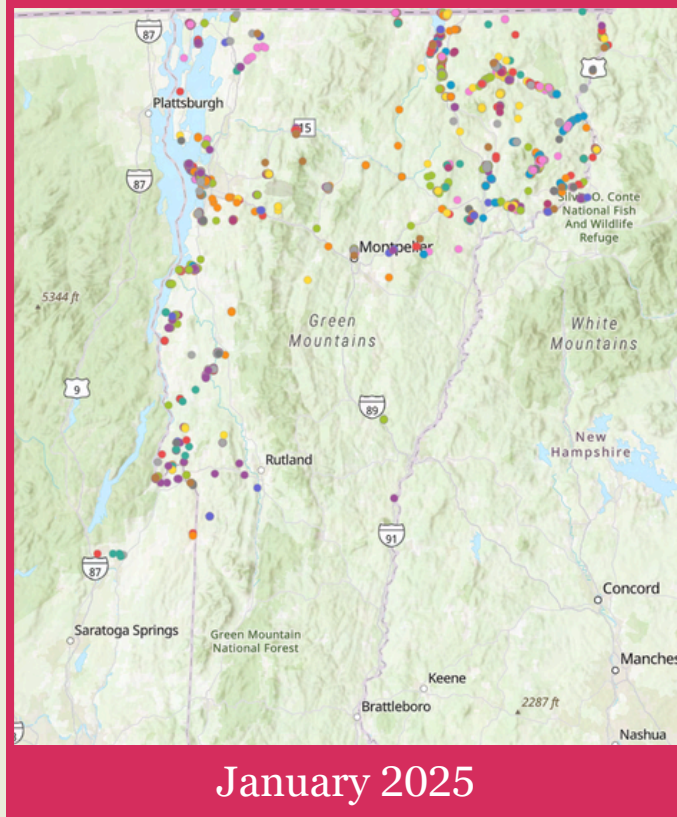 87
Plattsburgh
15
87
Silvio O. Conte
National Fish
And Wildlife
Refuge
Montpelier
5344 ft
Green
Mountains
White
Mountains
9
89
New
Hampshire
Rutland
91
87
Concord
Saratoga Springs
Green Mountain
National Forest
Manches
Keene
2287 ft
Brattleboro
Nashua
January 2025